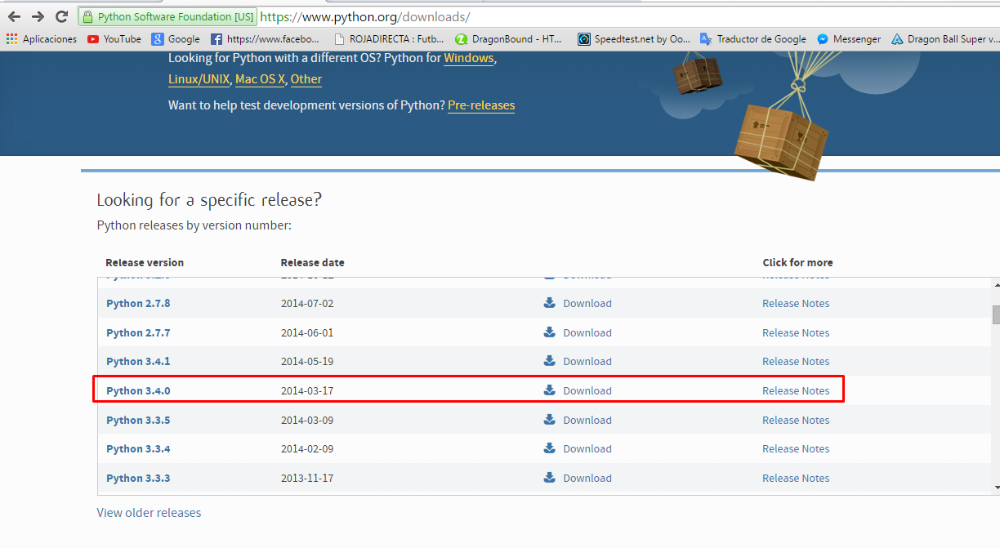 Python Software Foundation [US] https://www.python.org/downloads/
Aplicaciones YouTube Google https://www.facebo... ROJADIRECTA : Futb... DragonBound - HT... Speedtest.net by Oo... Traductor de Google Messenger Dragon Ball Super v...
Looking for Python with a different OS? Python for Windows,
Linux/UNIX, Mac OS X, Other
Want to help test development versions of Python? Pre-releases
Looking for a specific release?
Python releases by version number:
Release version Release date Click for more
Python 2.7.8 2014-07-02 Download Release Notes
Python 2.7.7 2014-06-01 Download Release Notes
Python 3.4.1 2014-05-19 Download Release Notes
Python 3.4.0 2014-03-17 Download Release Notes
Python 3.3.5 2014-03-09 Download Release Notes
Python 3.3.4 2014-02-09 Download Release Notes
Python 3.3.3 2013-11-17 Download Release Notes
View older releases